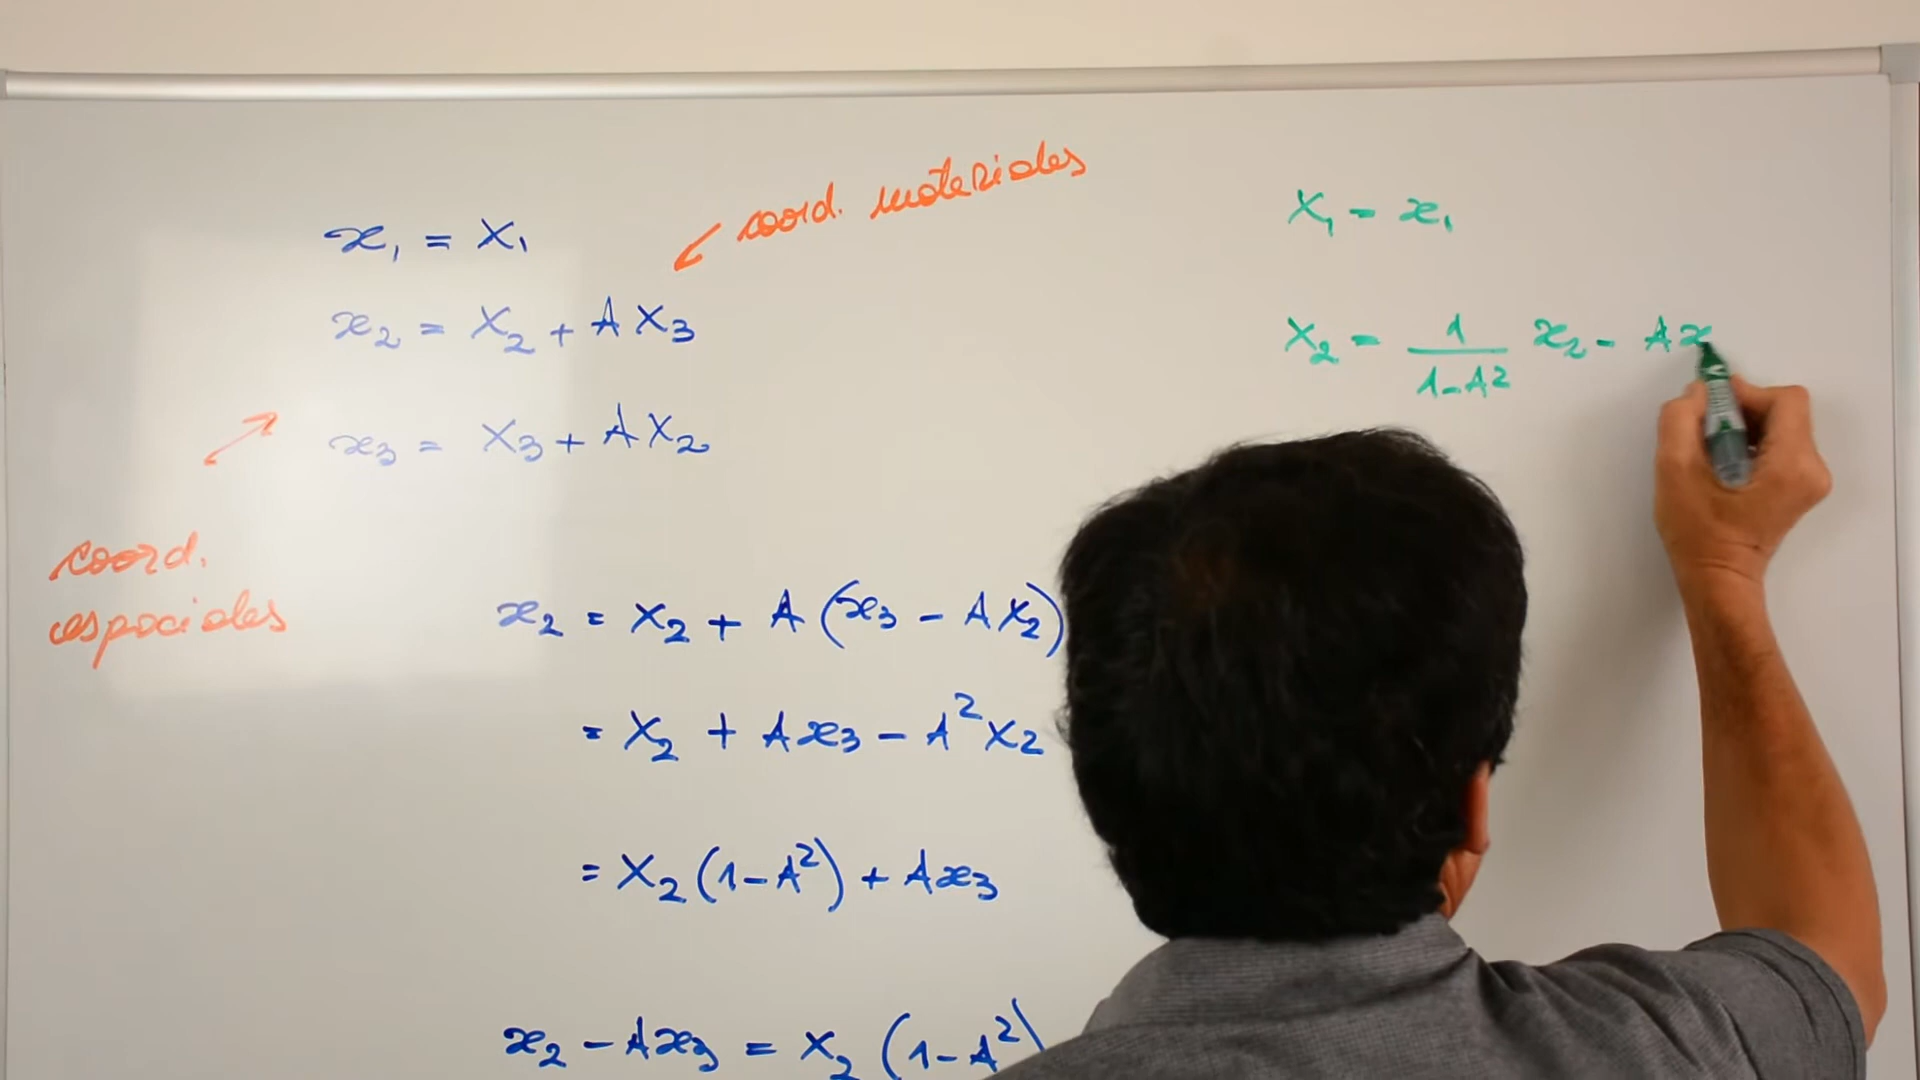 x₁ = X₁
x₂ = X₂ + A X₃
x₃ = X₃ + A X₂
coord. materiales
coord.
espaciales
x₂ = X₂ + A (x₃ - A X₂)
= X₂ + A x₃ - A² X₂
= X₂ (1 - A²) + A x₃
x₂ - A x₃ = X₂ (1 - A²)
X₁ = x₁
X₂ = 1/(1 - A²) x₂ - A x